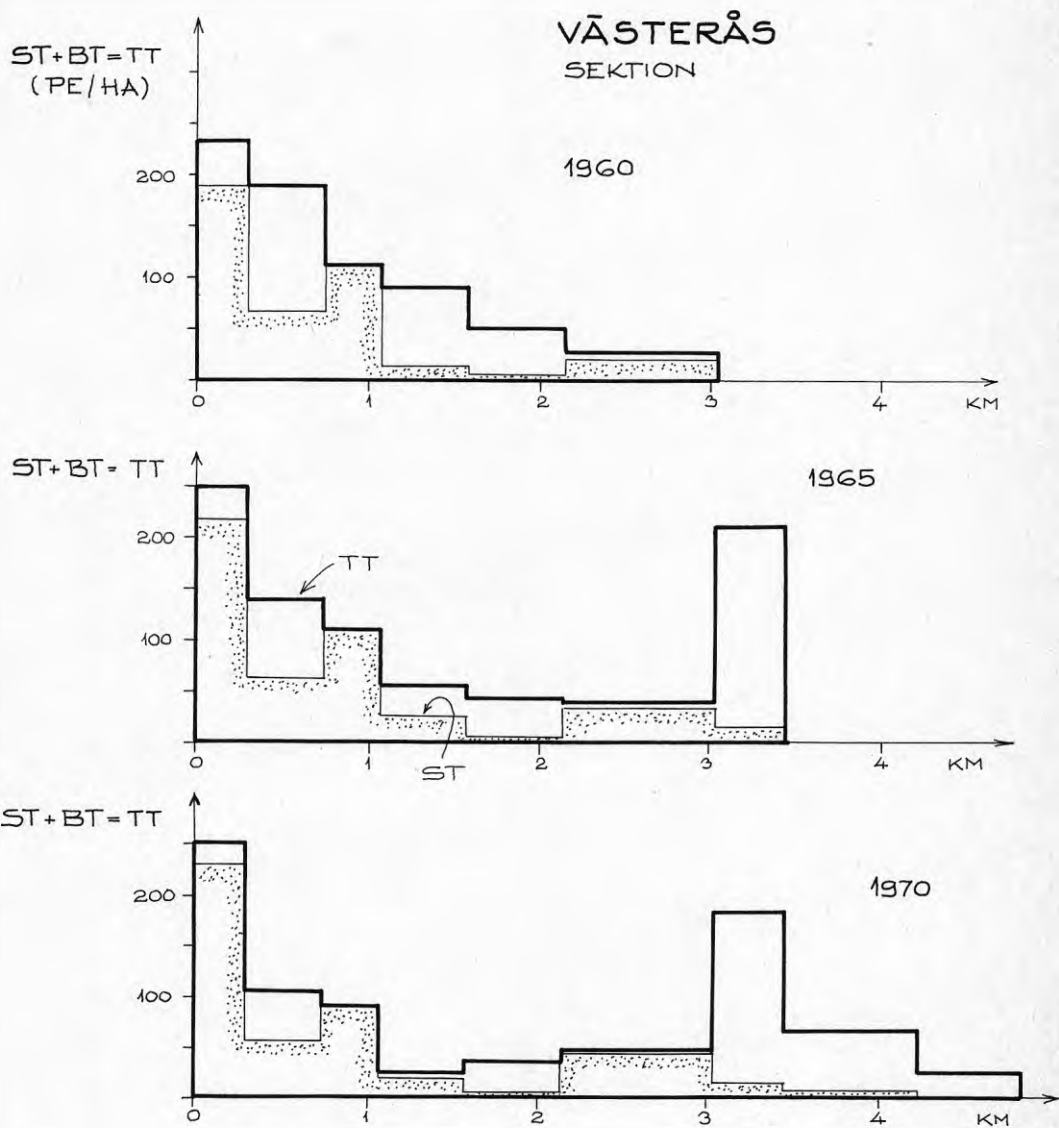 VÄSTERÅS
SEKTION
ST+BT=TT
(PE/HA)
1960
200
100
0 1 2 3 4 KM
ST+BT= TT
1965
200
TT
100
ST
0 1 2 3 4 KM
ST+BT=TT
1970
200
100
0 1 2 3 4 KM